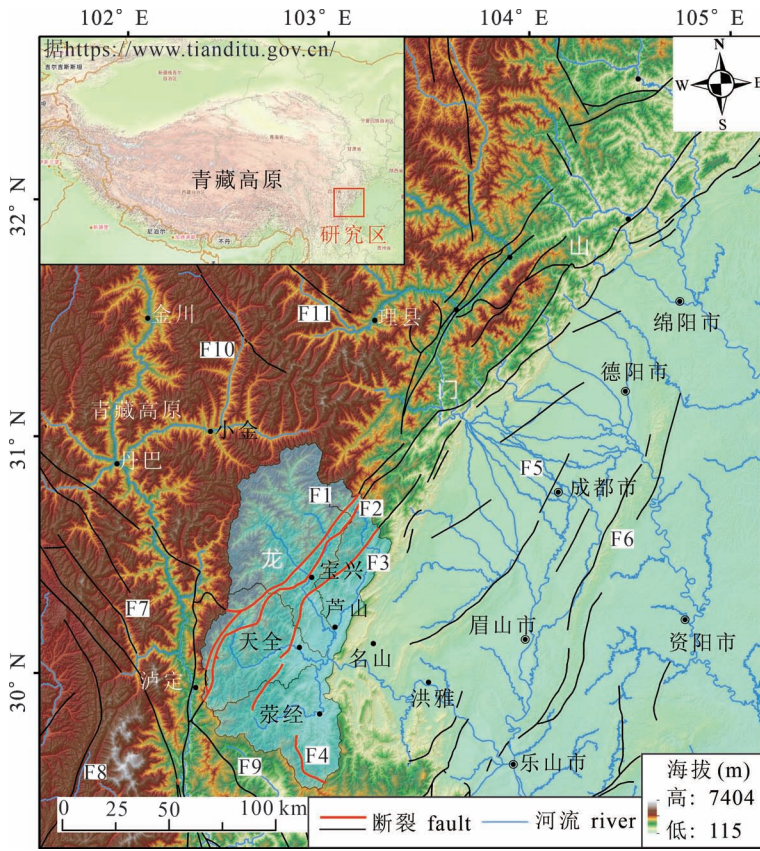 102° E 103° E 104° E 105° E
据https://www.tianditu.gov.cn/
青藏高原
研究区
尼泊尔
不丹
N
W E
S
32° N
31° N
30° N
山
金川
F11
理县
绵阳市
F10
门
德阳市
青藏高原
小金
丹巴
F5
成都市
F1
F2
F6
龙
F3
宝兴
F7
芦山
眉山市
资阳市
天全
名山
泸定
洪雅
荥经
F4
F9
F8
乐山市
海拔 (m)
高: 7404
低: 115
0 25 50 100 km
断裂 fault
河流 river